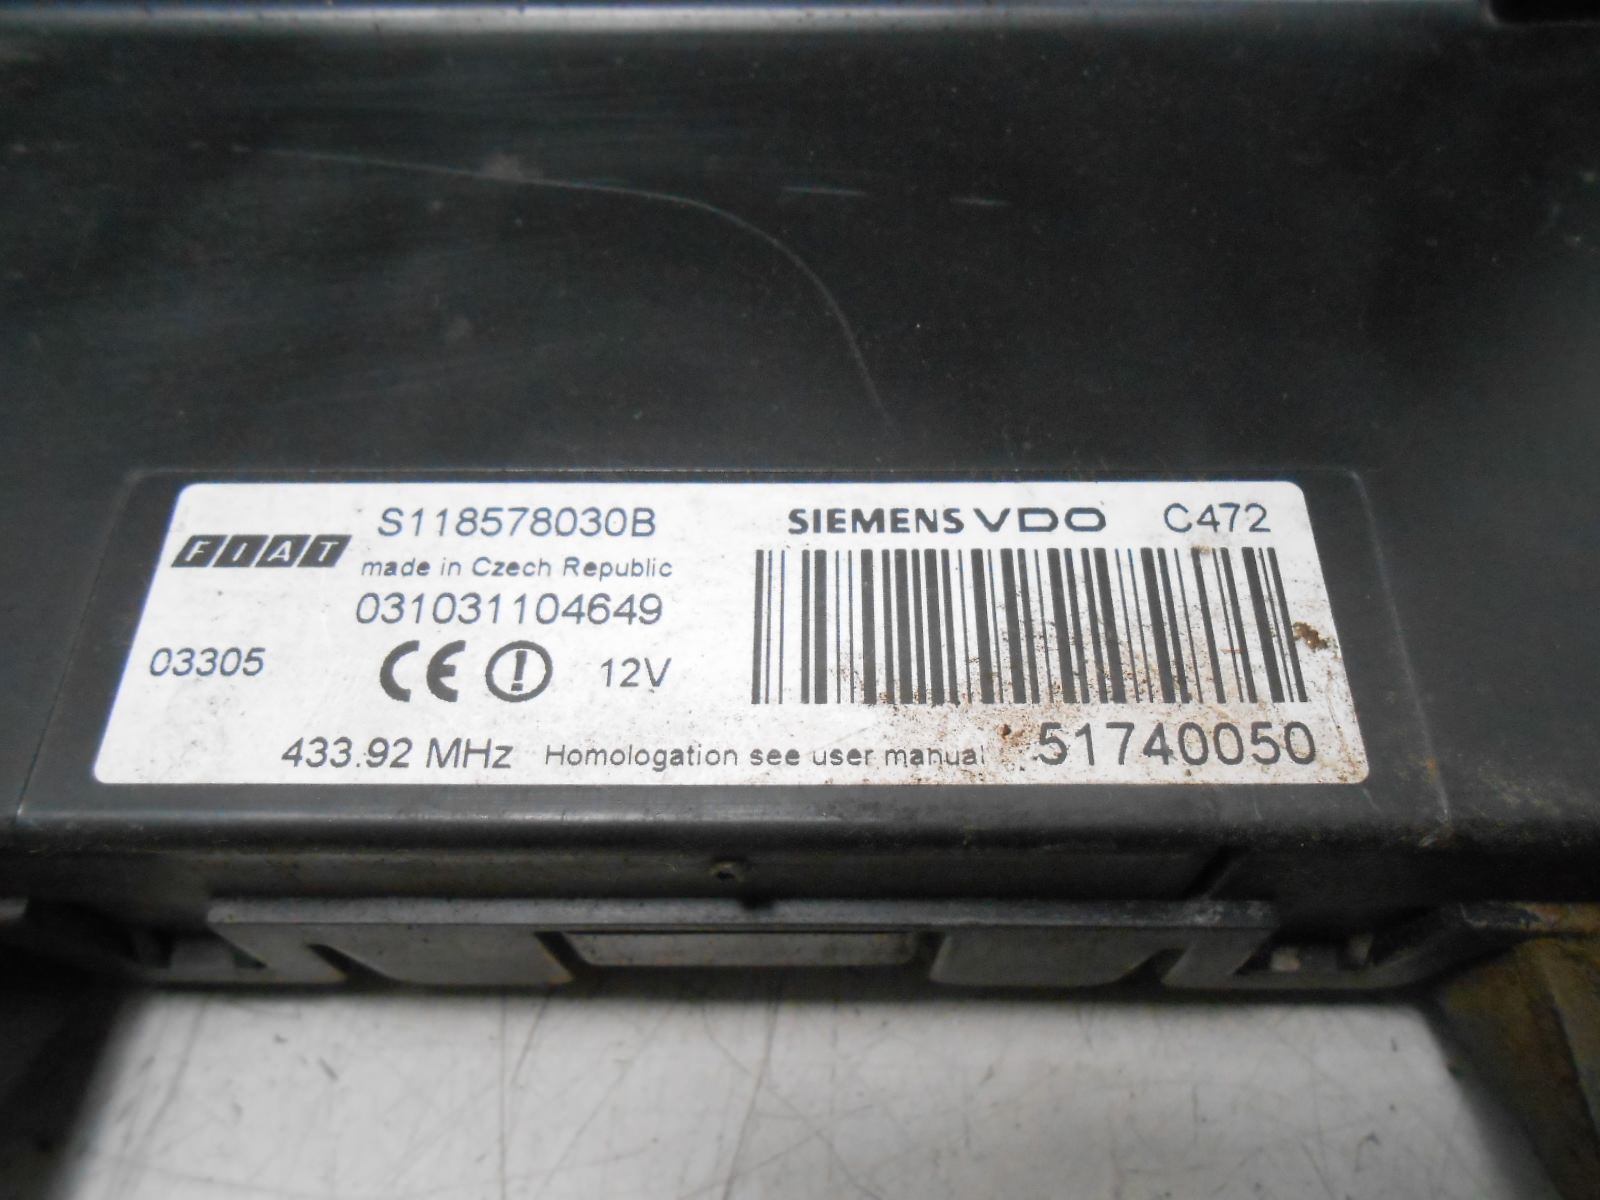 FIAT S118578030B SIEMENS VDO C472
made in Czech Republic
031031104649
03305 CE 12V
433.92 MHz Homologation see user manual 51740050